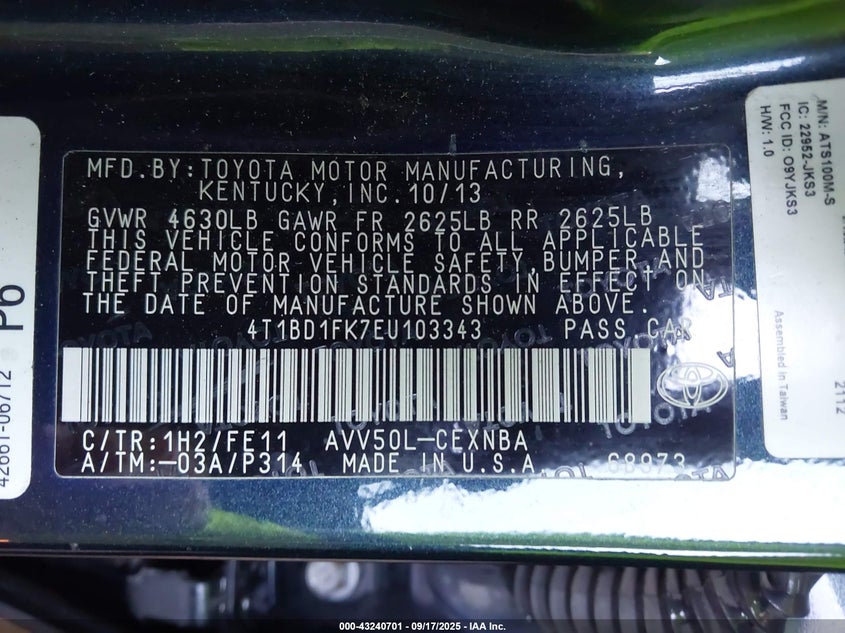 MFD.BY:TOYOTA MOTOR MANUFACTURING,
KENTUCKY,INC.10/13
GVWR 4630LB GAWR FR 2625LB RR 2625LB
THIS VEHICLE CONFORMS TO ALL APPLICABLE
FEDERAL MOTOR VEHICLE SAFETY,BUMPER AND
THEFT PREVENTION STANDARDS IN EFFECT ON
THE DATE OF MANUFACTURE SHOWN ABOVE.
4T1BD1FK7EU103343 PASS CAR
C/TR:1H2/FE11 AVV50L-CEXNBA
A/TM:-03A/P314 MADE IN U.S.A. 68973
42661-06712
P6
M/N: ATS100M-S
IC: 22952-JKS3
FCC ID: O9YJKS3
H/W: 1.0
Assembled in Taiwan
2112
000-43240701 - 09/17/2025 - IAA Inc.